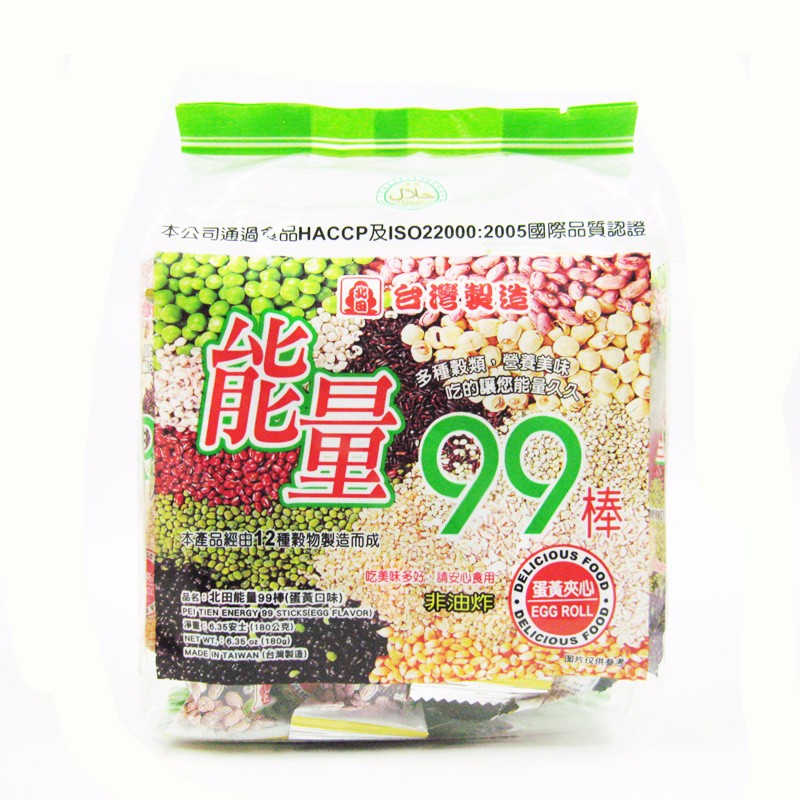 حلال
本公司通過食品HACCP及ISO22000:2005國際品質認證
北田
台灣製造
能量
多種穀類，營養美味
吃的讓您能量久久
99棒
本產品經由12種穀物製造而成
吃美味多好 請安心食用
非油炸
DELICIOUS FOOD
蛋黃夾心
EGG ROLL
DELICIOUS FOOD
品名：北田能量99棒(蛋黃口味)
PEI TIEN ENERGY 99 STICKS(EGG FLAVOR)
淨重：6.35安士 (180公克)
NET WT.: 6.35 oz (180g)
MADE IN TAIWAN (台灣製造)
图片仅供参考